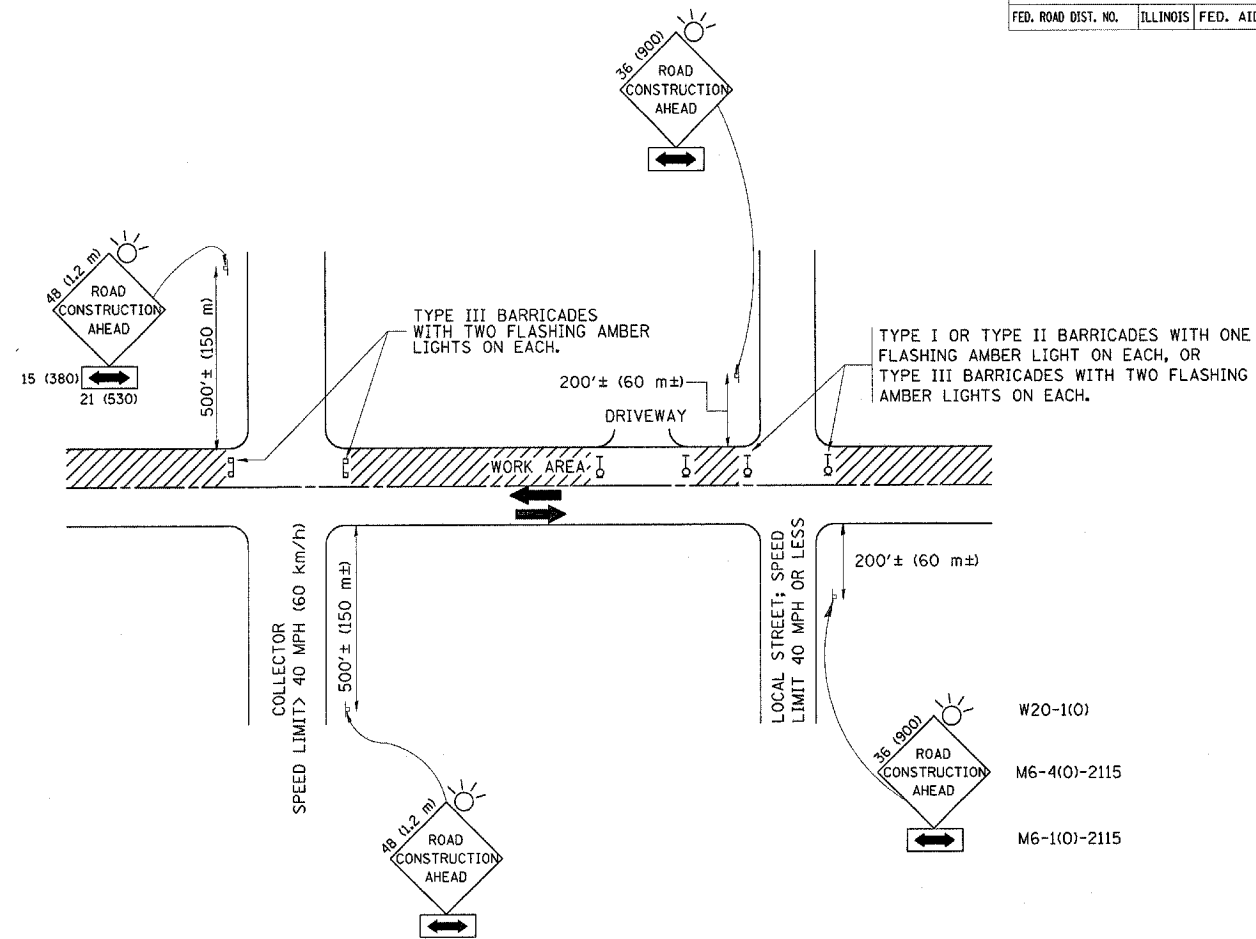 FED. ROAD DIST. NO. ILLINOIS FED. AID
36 (900)
ROAD
CONSTRUCTION
AHEAD
48 (1.2 m)
ROAD
CONSTRUCTION
AHEAD
15 (380)
21 (530)
500'± (150 m)
TYPE III BARRICADES
WITH TWO FLASHING AMBER
LIGHTS ON EACH.
200'± (60 m±)
DRIVEWAY
TYPE I OR TYPE II BARRICADES WITH ONE
FLASHING AMBER LIGHT ON EACH, OR
TYPE III BARRICADES WITH TWO FLASHING
AMBER LIGHTS ON EACH.
WORK AREA
COLLECTOR
SPEED LIMIT> 40 MPH (60 km/h)
500'± (150 m±)
LOCAL STREET; SPEED
LIMIT 40 MPH OR LESS
200'± (60 m±)
48 (1.2 m)
ROAD
CONSTRUCTION
AHEAD
36 (900)
ROAD
CONSTRUCTION
AHEAD
W20-1(O)
M6-4(O)-2115
M6-1(O)-2115